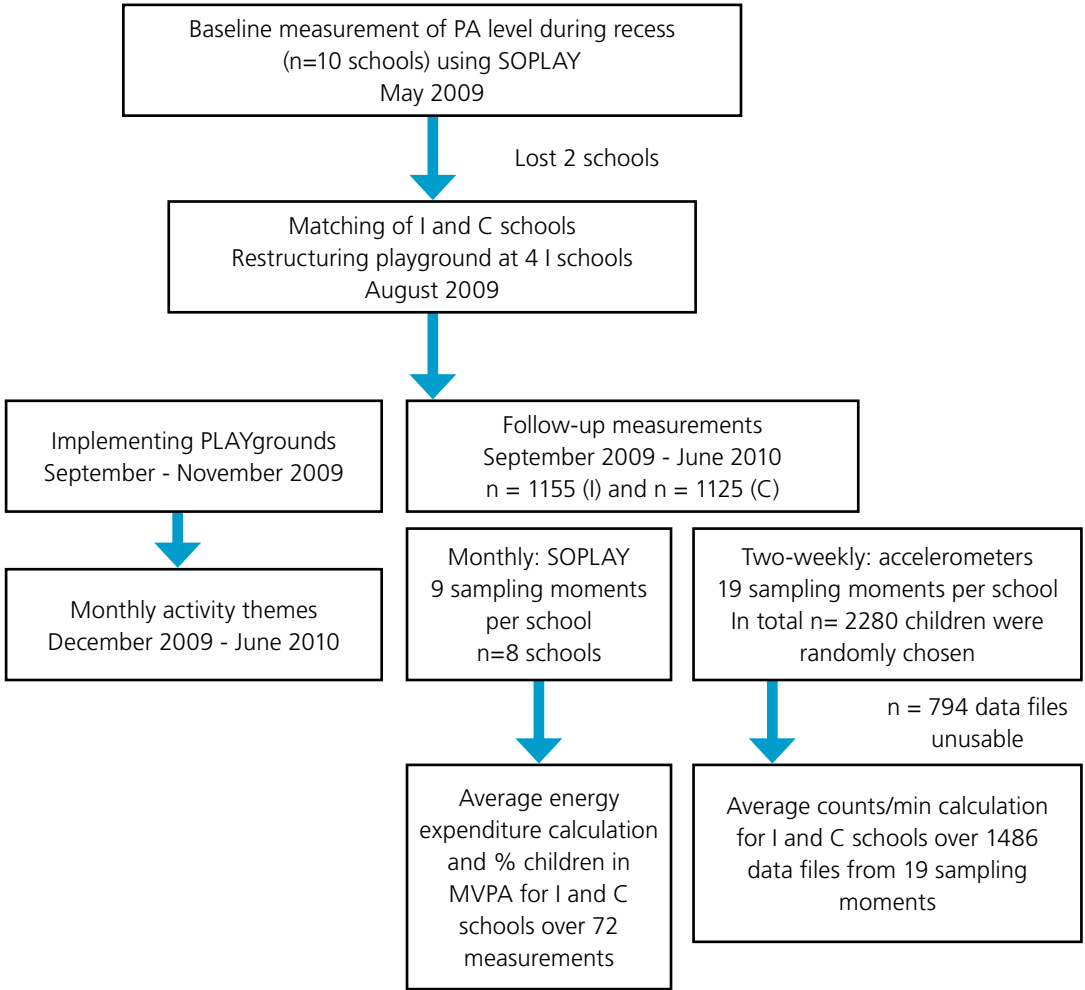 Baseline measurement of PA level during recess
(n=10 schools) using SOPLAY
May 2009
Lost 2 schools
Matching of I and C schools
Restructuring playground at 4 I schools
August 2009
Implementing PLAYgrounds
September - November 2009
Follow-up measurements
September 2009 - June 2010
n = 1155 (I) and n = 1125 (C)
Monthly activity themes
December 2009 - June 2010
Monthly: SOPLAY
9 sampling moments
per school
n=8 schools
Two-weekly: accelerometers
19 sampling moments per school
In total n= 2280 children were
randomly chosen
n = 794 data files
unusable
Average energy
expenditure calculation
and % children in
MVPA for I and C
schools over 72
measurements
Average counts/min calculation
for I and C schools over 1486
data files from 19 sampling
moments